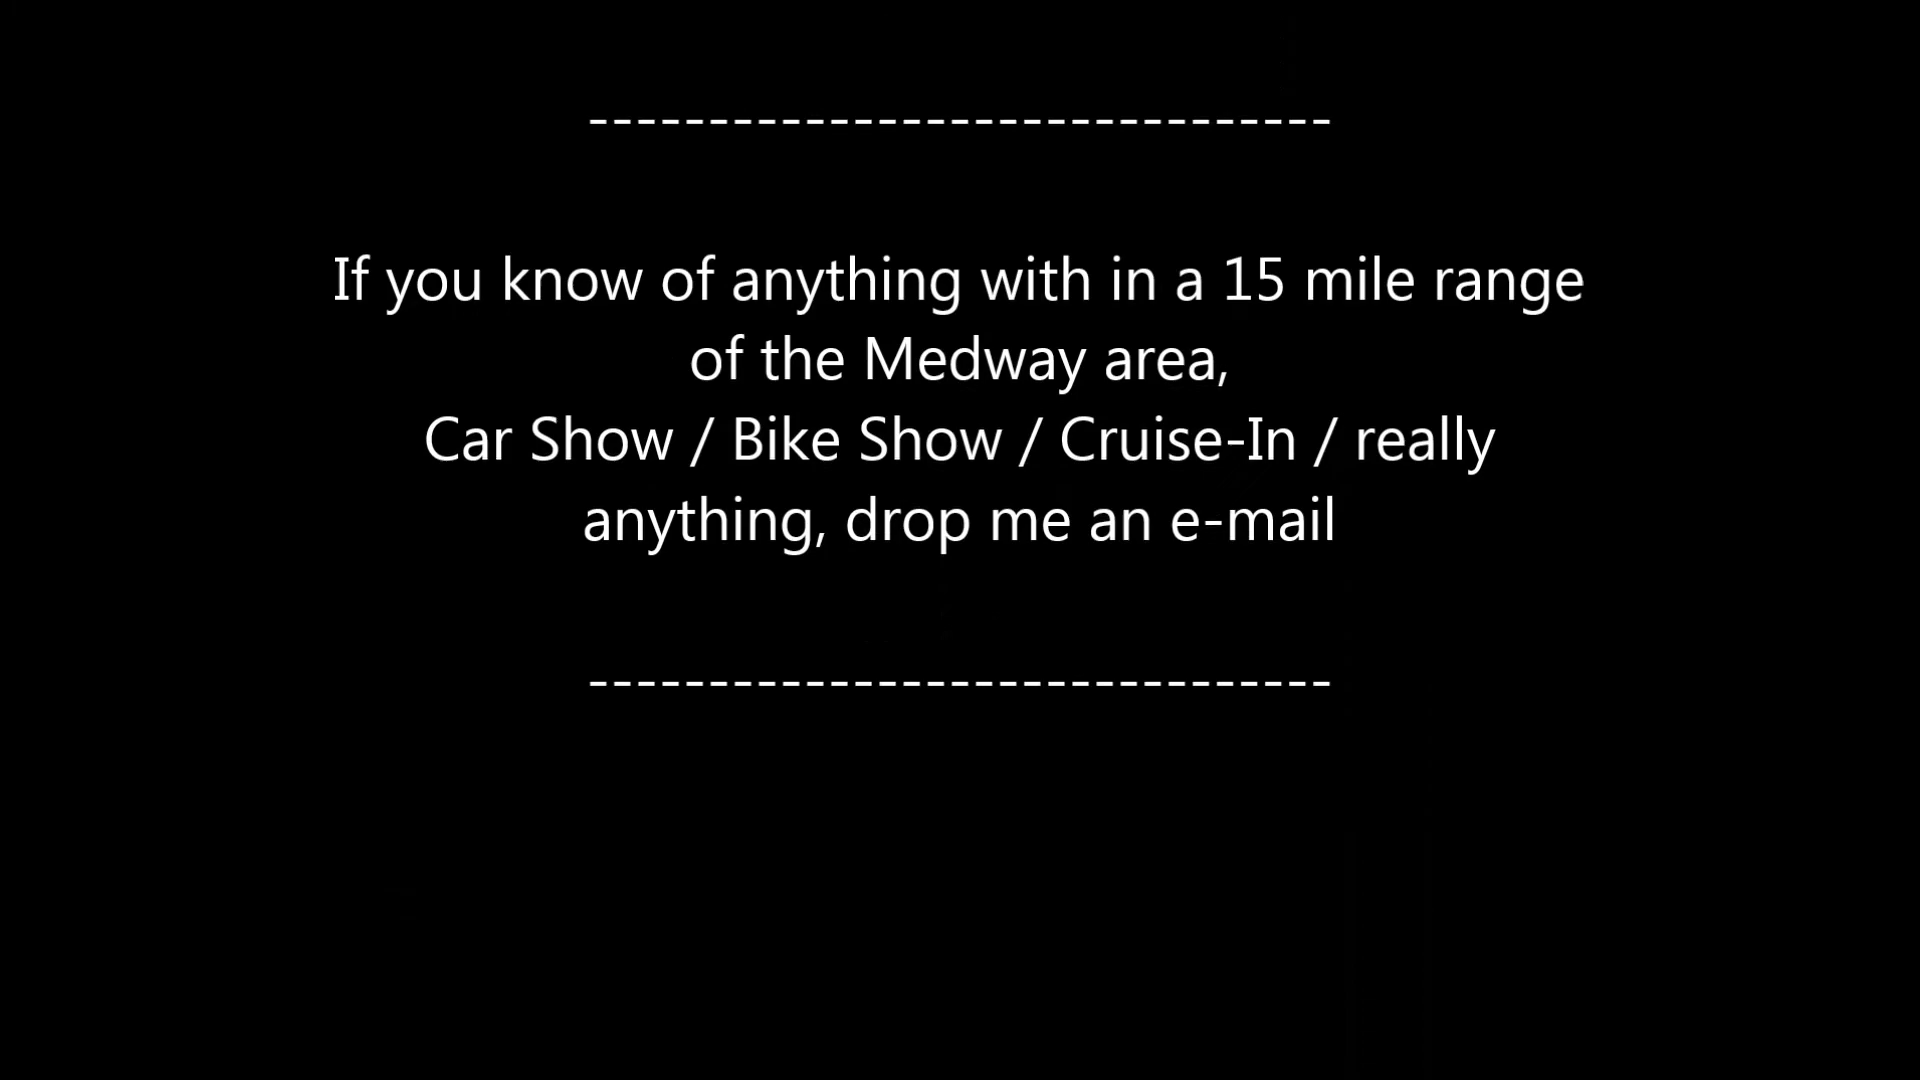 -------------------------------
If you know of anything with in a 15 mile range
of the Medway area,
Car Show / Bike Show / Cruise-In / really
anything, drop me an e-mail
-------------------------------